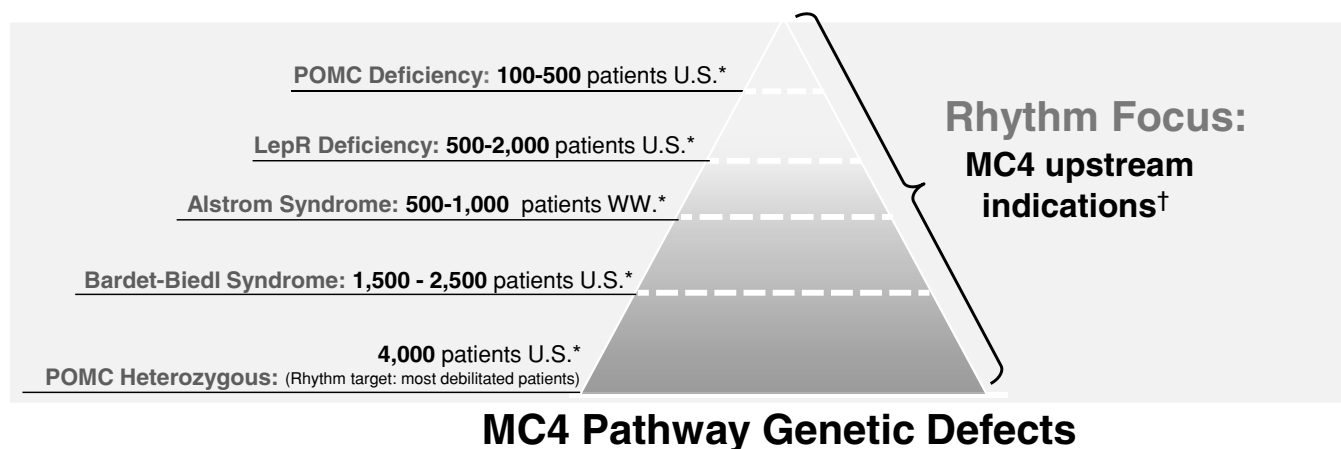 POMC Deficiency: 100-500 patients U.S.*
LepR Deficiency: 500-2,000 patients U.S.*
Alstrom Syndrome: 500-1,000 patients WW.*
Bardet-Biedl Syndrome: 1,500 - 2,500 patients U.S.*
4,000 patients U.S.*
POMC Heterozygous: (Rhythm target: most debilitated patients)
Rhythm Focus:
MC4 upstream
indications†
MC4 Pathway Genetic Defects